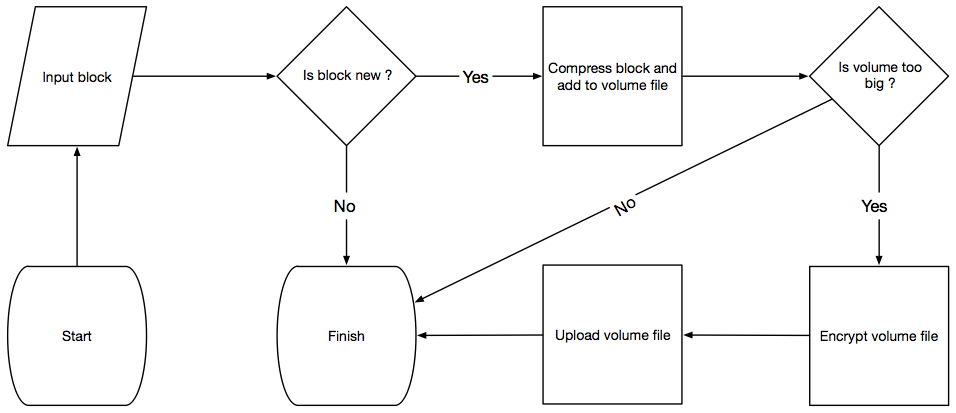 Input block
Is block new ?
Yes
Compress block and
add to volume file
Is volume too
big ?
No
No
Yes
Start
Finish
Upload volume file
Encrypt volume file